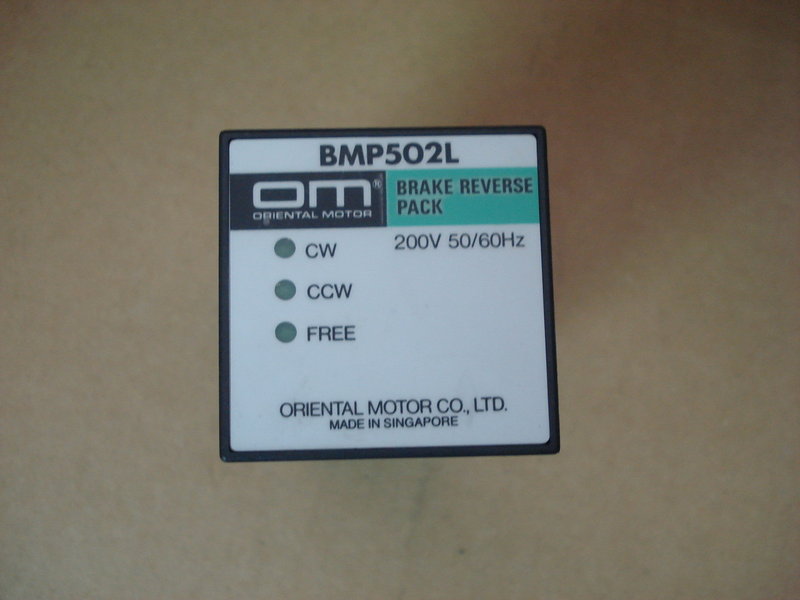 BMP502L
OM®
ORIENTAL MOTOR
BRAKE REVERSE
PACK
200V 50/60Hz
CW
CCW
FREE
ORIENTAL MOTOR CO., LTD.
MADE IN SINGAPORE